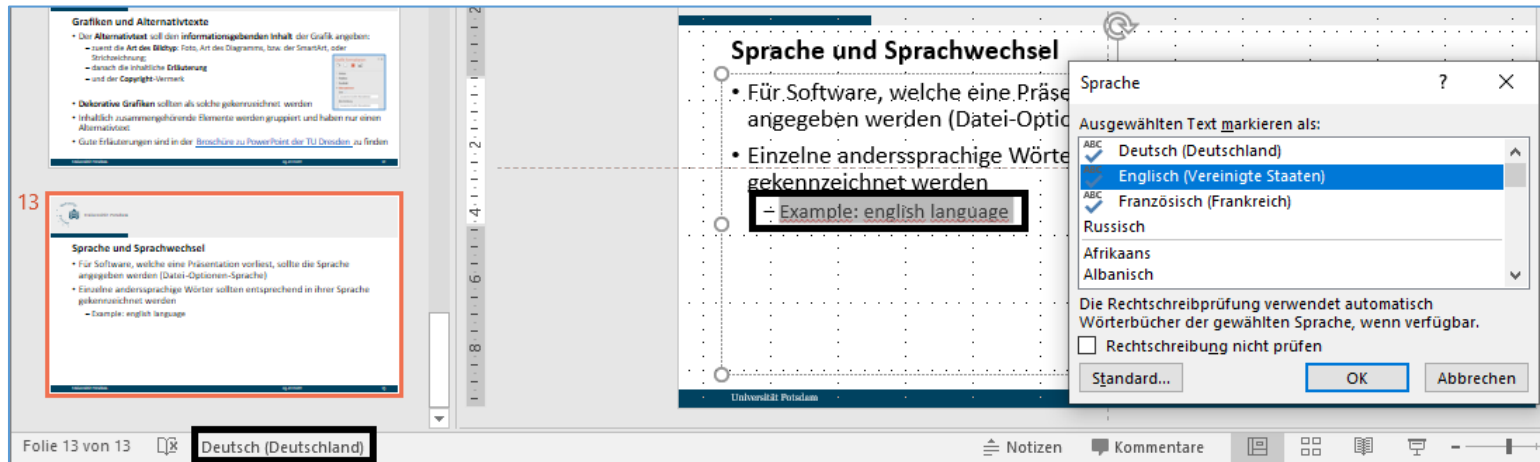 Grafiken und Alternativtexte
• Der Alternativtext soll den informationsgebenden Inhalt der Grafik angeben:
– zuerst die Art des Bildtyp: Foto, Art des Diagramms, bzw. der SmartArt, oder
Strichzeichnung;
– danach die inhaltliche Erläuterung
– und der Copyright-Vermerk
• Dekorative Grafiken sollten als solche gekennzeichnet werden
• Inhaltlich zusammengehörende Elemente werden gruppiert und haben nur einen
Alternativtext
• Gute Erläuterungen sind in der Broschüre zu PowerPoint der TU Dresden zu finden
13
Sprache und Sprachwechsel
• Für Software, welche eine Präsentation vorliest, sollte die Sprache
angegeben werden (Datei-Optionen-Sprache)
• Einzelne anderssprachige Wörter sollten entsprechend in ihrer Sprache
gekennzeichnet werden
– Example: english language
2
2
4
6
8
Sprache und Sprachwechsel
• Für Software, welche eine Präse
angegeben werden (Datei-Optio
• Einzelne anderssprachige Wörte
gekennzeichnet werden
– Example: english language
Universität Potsdam
Sprache ? ×
Ausgewählten Text markieren als:
ABC Deutsch (Deutschland)
Englisch (Vereinigte Staaten)
ABC Französisch (Frankreich)
Russisch
Afrikaans
Albanisch
Die Rechtschreibprüfung verwendet automatisch
Wörterbücher der gewählten Sprache, wenn verfügbar.
Rechtschreibung nicht prüfen
Standard... OK Abbrechen
Folie 13 von 13 Deutsch (Deutschland) Notizen Kommentare